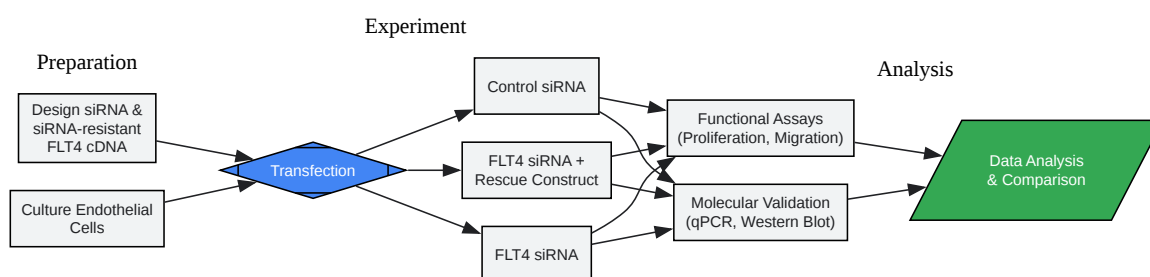 Preparation
Design siRNA &
siRNA-resistant
FLT4 cDNA
Culture Endothelial
Cells
Experiment
Transfection
Control siRNA
FLT4 siRNA +
Rescue Construct
FLT4 siRNA
Functional Assays
(Proliferation, Migration)
Molecular Validation
(qPCR, Western Blot)
Analysis
Data Analysis
& Comparison